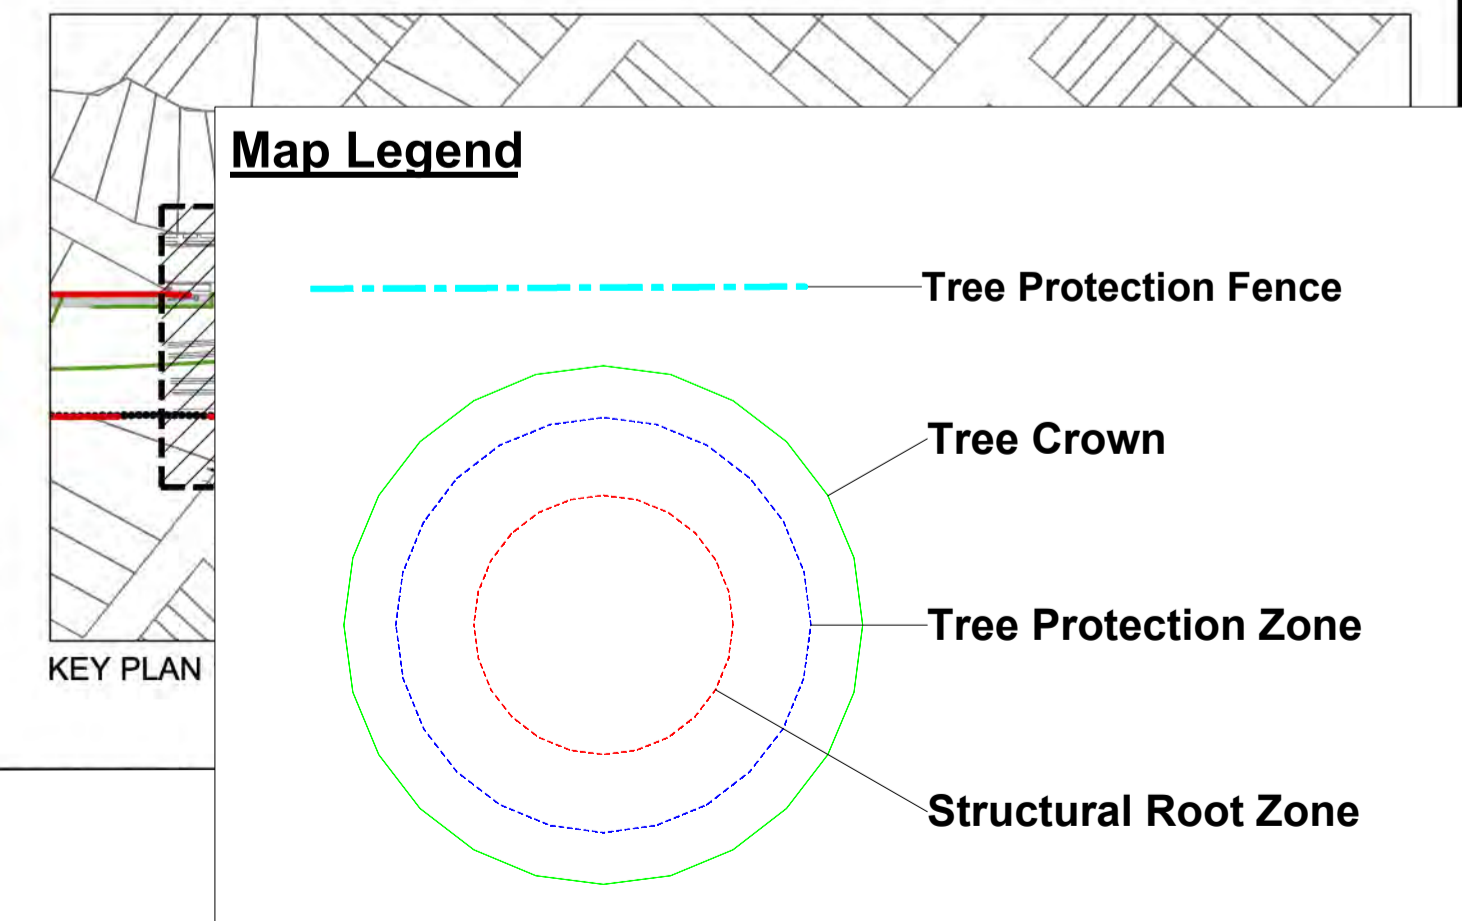 Map Legend
Tree Protection Fence
Tree Crown
Tree Protection Zone
KEY PLAN
Structural Root Zone